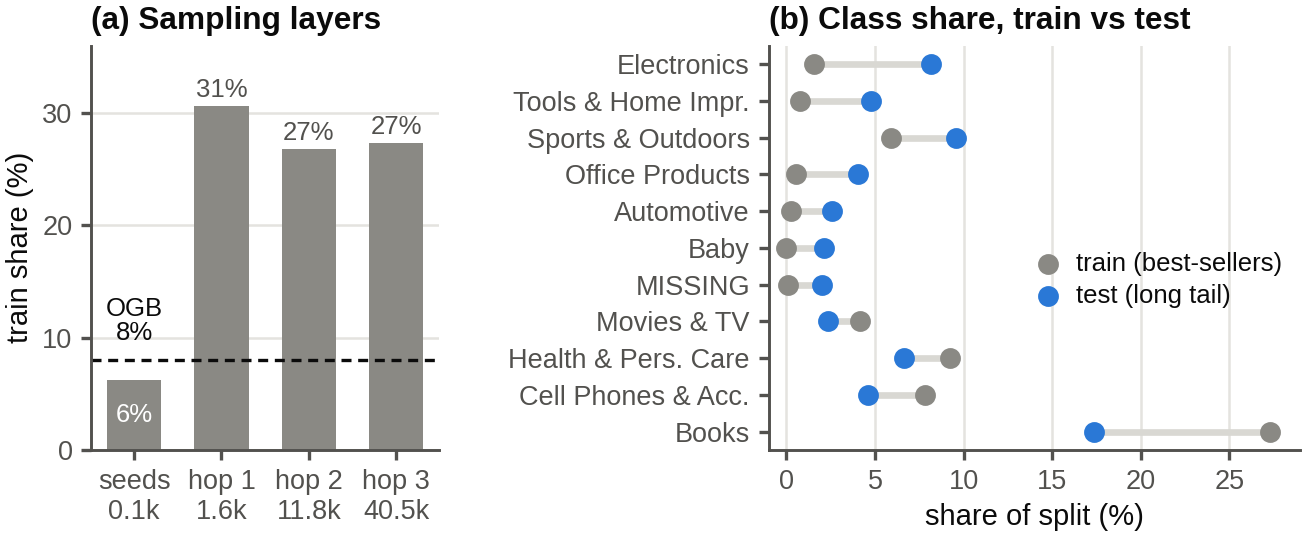 (a) Sampling layers
train share (%)
30
20
10
0
31%
27%
27%
OGB
8%
6%
seeds
0.1k
hop 1
1.6k
hop 2
11.8k
hop 3
40.5k
(b) Class share, train vs test
Electronics
Tools & Home Impr.
Sports & Outdoors
Office Products
Automotive
Baby
MISSING
Movies & TV
Health & Pers. Care
Cell Phones & Acc.
Books
train (best-sellers)
test (long tail)
0 5 10 15 20 25
share of split (%)